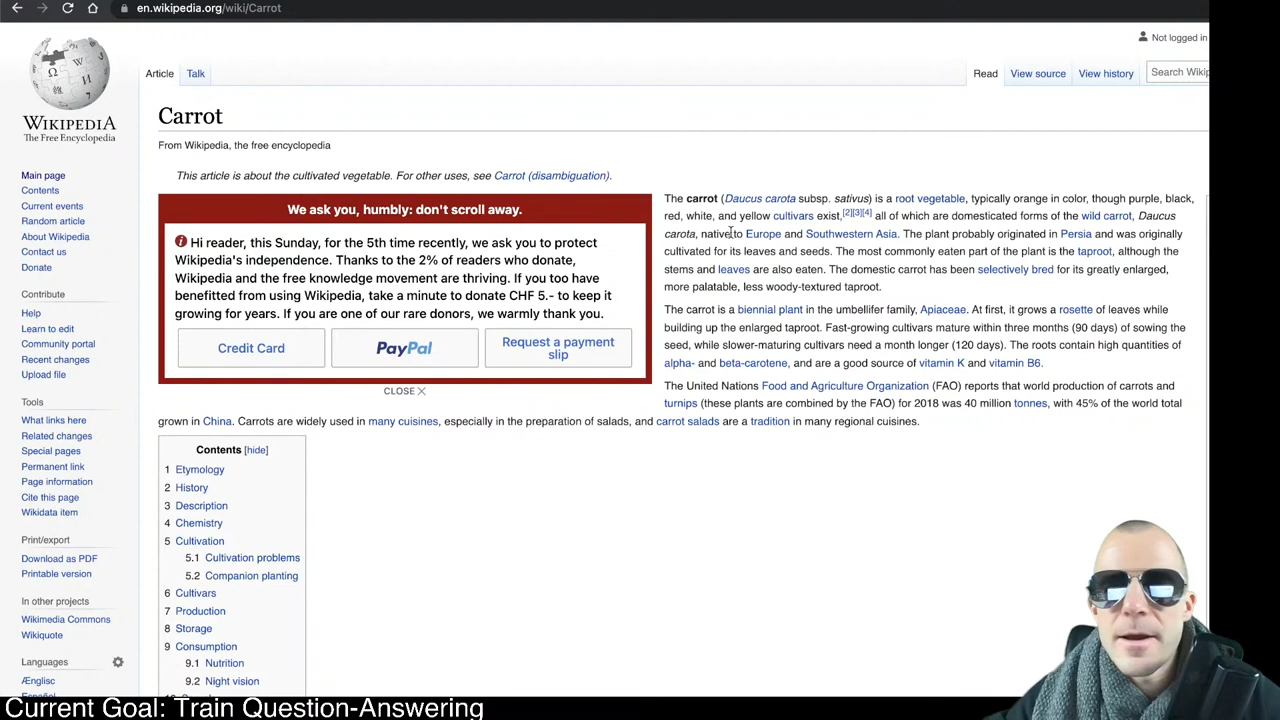 en.wikipedia.org/wiki/Carrot
Not logged in
WIKIPEDIA
The Free Encyclopedia
Article Talk
Read View source View history Search Wikip
Main page
Contents
Current events
Random article
About Wikipedia
Contact us
Donate
Contribute
Help
Learn to edit
Community portal
Recent changes
Upload file
Tools
What links here
Related changes
Special pages
Permanent link
Page information
Cite this page
Wikidata item
Print/export
Download as PDF
Printable version
In other projects
Wikimedia Commons
Wikiquote
Languages
Ænglisc
Carrot
From Wikipedia, the free encyclopedia
This article is about the cultivated vegetable. For other uses, see Carrot (disambiguation).
We ask you, humbly: don't scroll away.
Hi reader, this Sunday, for the 5th time recently, we ask you to protect
Wikipedia's independence. Thanks to the 2% of readers who donate,
Wikipedia and the free knowledge movement are thriving. If you too have
benefitted from using Wikipedia, take a minute to donate CHF 5.- to keep it
growing for years. If you are one of our rare donors, we warmly thank you.
Credit Card
PayPal
Request a payment
slip
CLOSE
The carrot (Daucus carota subsp. sativus) is a root vegetable, typically orange in color, though purple, black,
red, white, and yellow cultivars exist,[2][3][4] all of which are domesticated forms of the wild carrot, Daucus
carota, native to Europe and Southwestern Asia. The plant probably originated in Persia and was originally
cultivated for its leaves and seeds. The most commonly eaten part of the plant is the taproot, although the
stems and leaves are also eaten. The domestic carrot has been selectively bred for its greatly enlarged,
more palatable, less woody-textured taproot.
The carrot is a biennial plant in the umbellifer family, Apiaceae. At first, it grows a rosette of leaves while
building up the enlarged taproot. Fast-growing cultivars mature within three months (90 days) of sowing the
seed, while slower-maturing cultivars need a month longer (120 days). The roots contain high quantities of
alpha- and beta-carotene, and are a good source of vitamin K and vitamin B6.
The United Nations Food and Agriculture Organization (FAO) reports that world production of carrots and
turnips (these plants are combined by the FAO) for 2018 was 40 million tonnes, with 45% of the world total
grown in China. Carrots are widely used in many cuisines, especially in the preparation of salads, and carrot salads are a tradition in many regional cuisines.
Contents [hide]
1 Etymology
2 History
3 Description
4 Chemistry
5 Cultivation
5.1 Cultivation problems
5.2 Companion planting
6 Cultivars
7 Production
8 Storage
9 Consumption
9.1 Nutrition
9.2 Night vision
Current Goal: Train Question-Answering